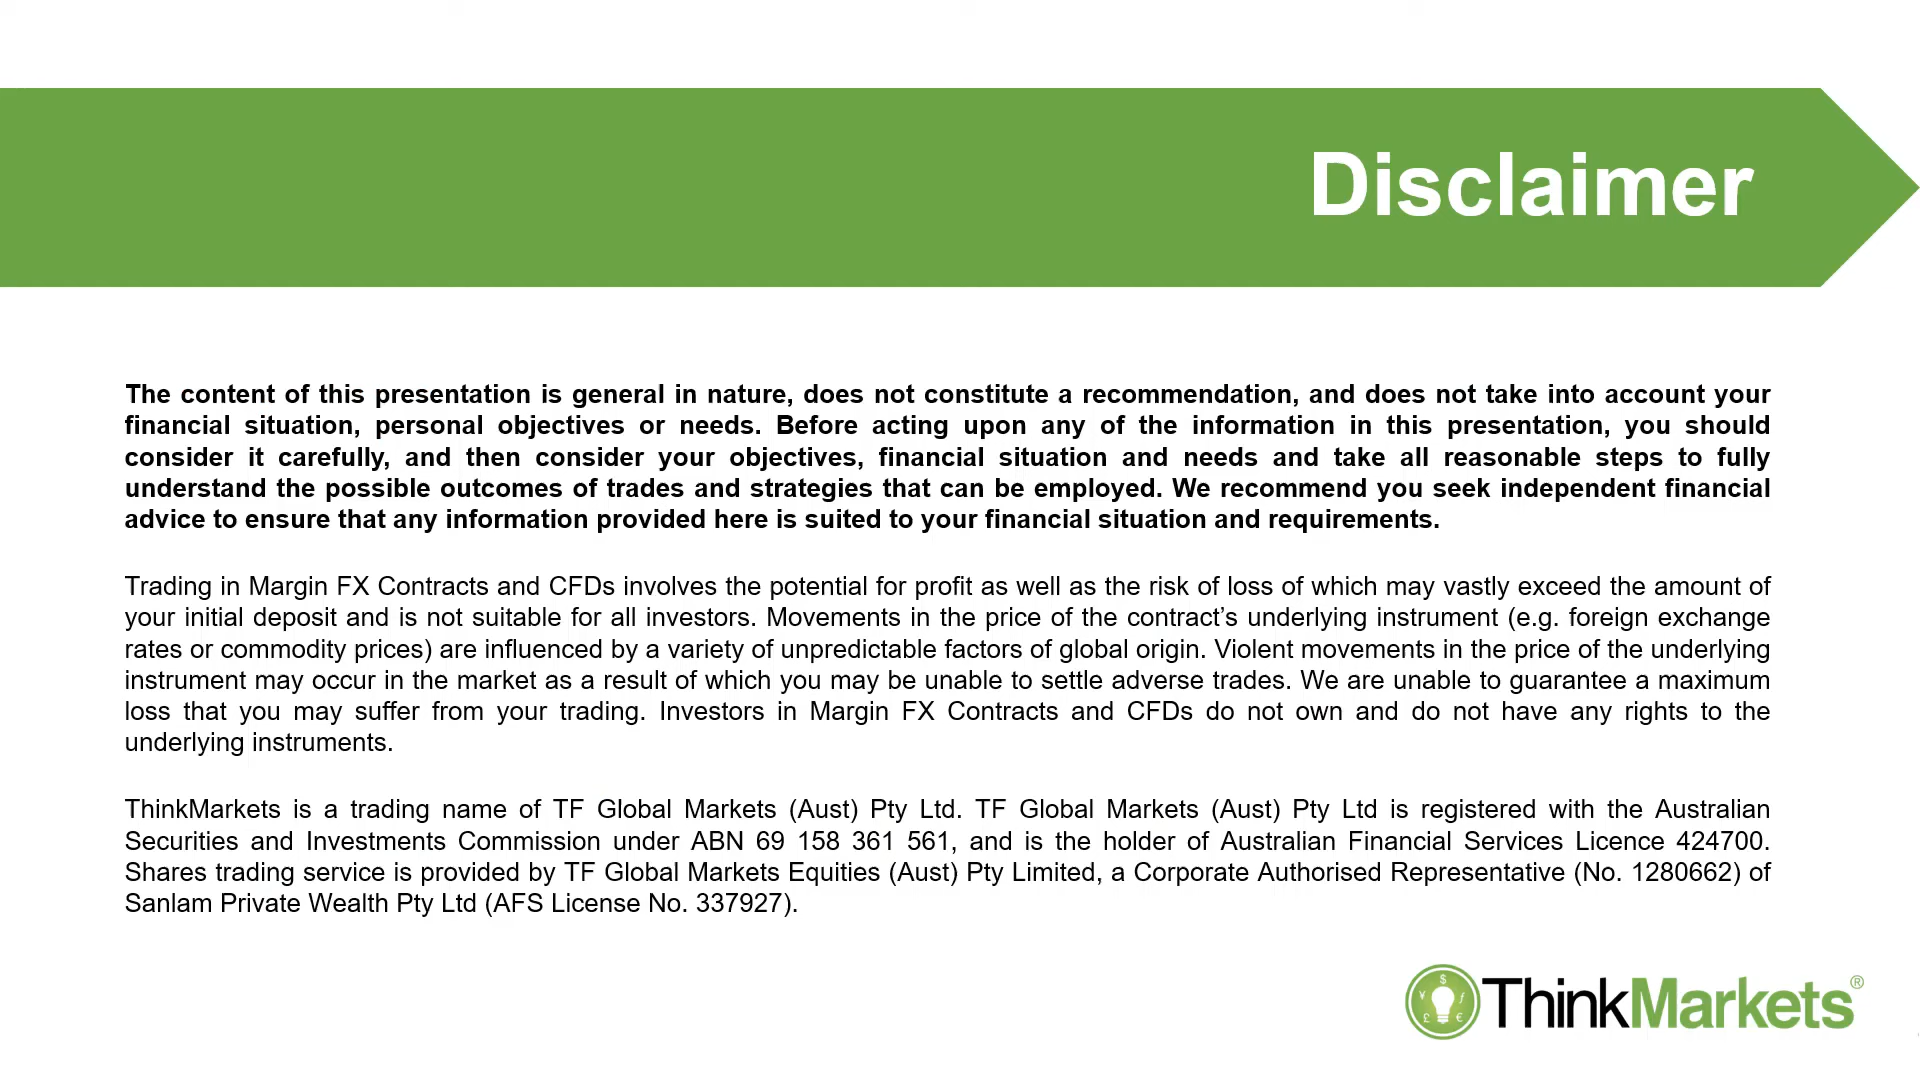 Disclaimer
The content of this presentation is general in nature, does not constitute a recommendation, and does not take into account your
financial situation, personal objectives or needs. Before acting upon any of the information in this presentation, you should
consider it carefully, and then consider your objectives, financial situation and needs and take all reasonable steps to fully
understand the possible outcomes of trades and strategies that can be employed. We recommend you seek independent financial
advice to ensure that any information provided here is suited to your financial situation and requirements.
Trading in Margin FX Contracts and CFDs involves the potential for profit as well as the risk of loss of which may vastly exceed the amount of
your initial deposit and is not suitable for all investors. Movements in the price of the contract’s underlying instrument (e.g. foreign exchange
rates or commodity prices) are influenced by a variety of unpredictable factors of global origin. Violent movements in the price of the underlying
instrument may occur in the market as a result of which you may be unable to settle adverse trades. We are unable to guarantee a maximum
loss that you may suffer from your trading. Investors in Margin FX Contracts and CFDs do not own and do not have any rights to the
underlying instruments.
ThinkMarkets is a trading name of TF Global Markets (Aust) Pty Ltd. TF Global Markets (Aust) Pty Ltd is registered with the Australian
Securities and Investments Commission under ABN 69 158 361 561, and is the holder of Australian Financial Services Licence 424700.
Shares trading service is provided by TF Global Markets Equities (Aust) Pty Limited, a Corporate Authorised Representative (No. 1280662) of
Sanlam Private Wealth Pty Ltd (AFS License No. 337927).
$ ¥ ƒ £ € ThinkMarkets®